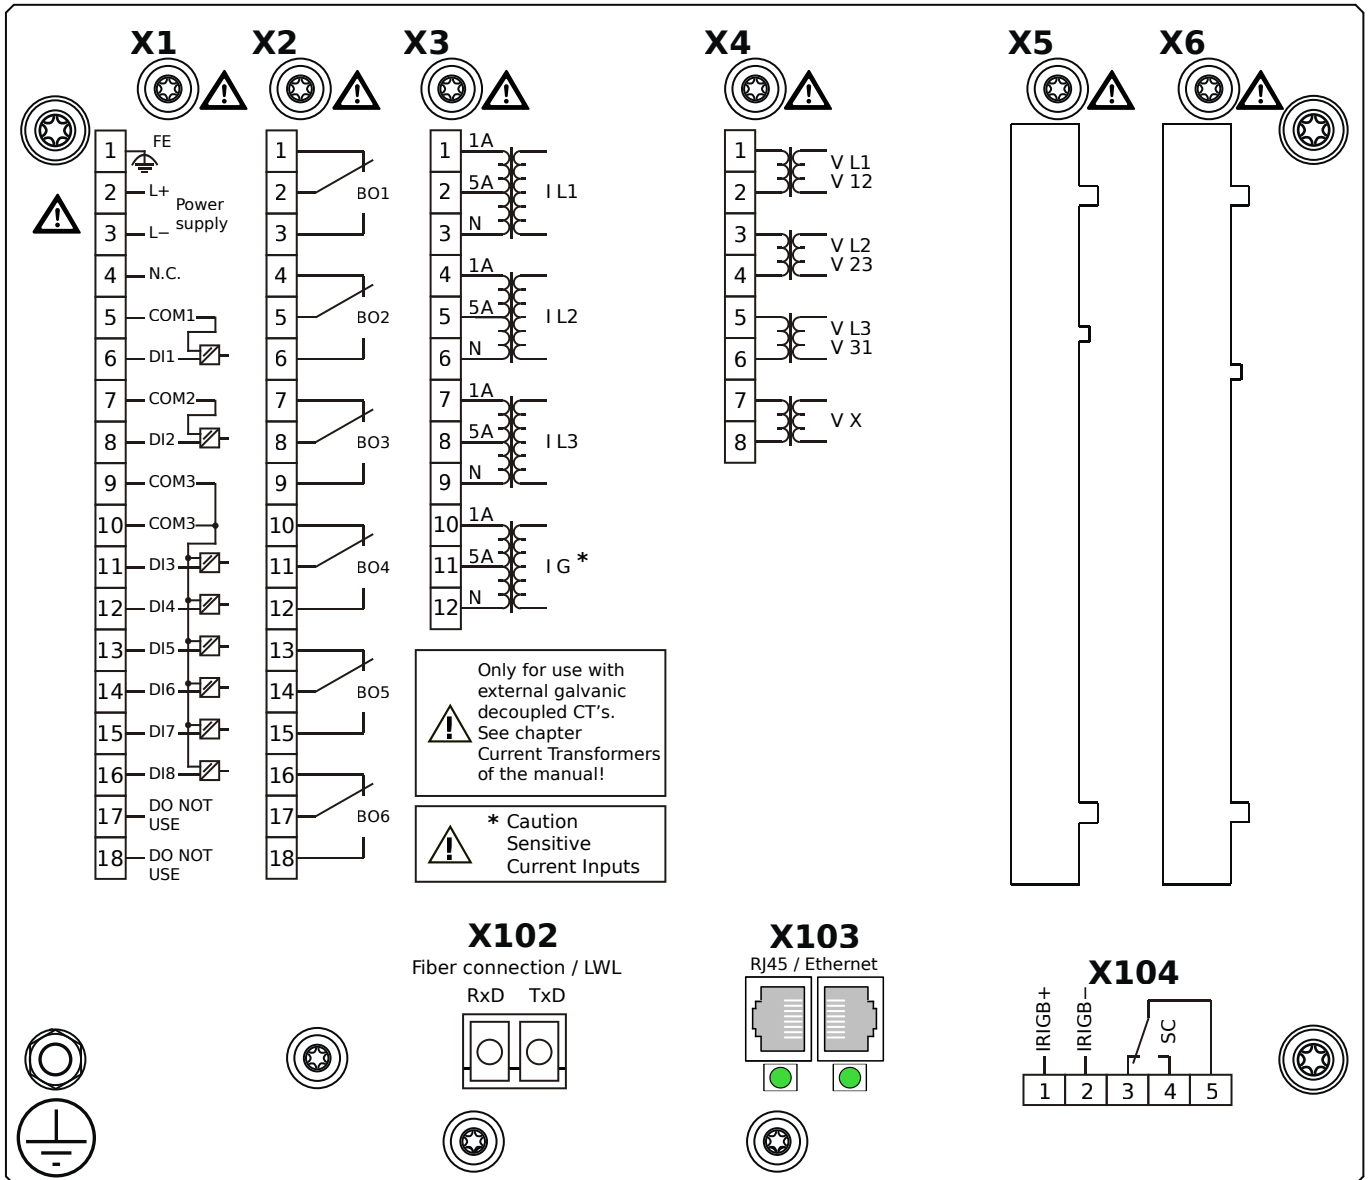 X1 X2 X3 X4 X5 X6
1 FE
2 L+
Power
supply
3 L−
4 N.C.
5 COM1
6 DI1
7 COM2
8 DI2
9 COM3
10 COM3
11 DI3
12 DI4
13 DI5
14 DI6
15 DI7
16 DI8
17 DO NOT
USE
18 DO NOT
USE
1
2 BO1
3
4
5 BO2
6
7
8 BO3
9
10
11 BO4
12
13
14 BO5
15
16
17 BO6
18
1 1A
2 5A I L1
3 N
4 1A
5 5A I L2
6 N
7 1A
8 5A I L3
9 N
10 1A
11 5A I G *
12 N
Only for use with
external galvanic
decoupled CT's.
See chapter
Current Transformers
of the manual!
* Caution
Sensitive
Current Inputs
1 V L1
2 V 12
3 V L2
4 V 23
5 V L3
6 V 31
7 V X
8
X102
Fiber connection / LWL
RxD TxD
X103
RJ45 / Ethernet
X104
IRIGB+ IRIGB− SC
1 2 3 4 5